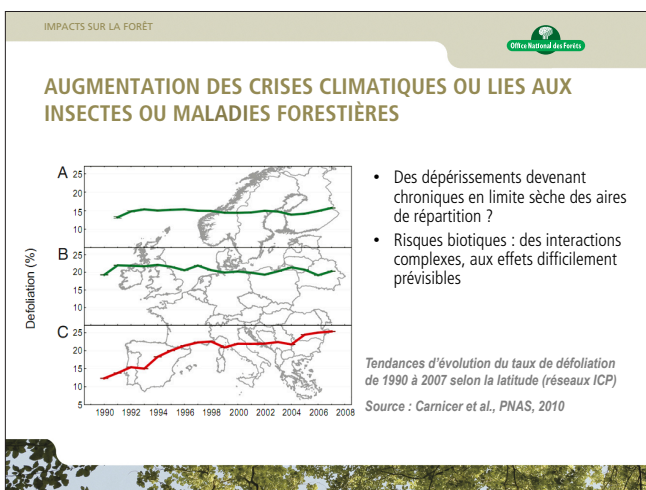 IMPACTS SUR LA FORÊT
Office National des Forêts
AUGMENTATION DES CRISES CLIMATIQUES OU LIES AUX
INSECTES OU MALADIES FORESTIÈRES
A
25
20
15
10
B
25
20
15
10
C
25
20
15
10
5
Defoliation (%)
1990 1992 1994 1996 1998 2000 2002 2004 2006 2008
• Des dépérissements devenant
chroniques en limite sèche des aires
de répartition ?
• Risques biotiques : des interactions
complexes, aux effets difficilement
prévisibles
Tendances d'évolution du taux de défoliation
de 1990 à 2007 selon la latitude (réseaux ICP)
Source : Carnicer et al., PNAS, 2010